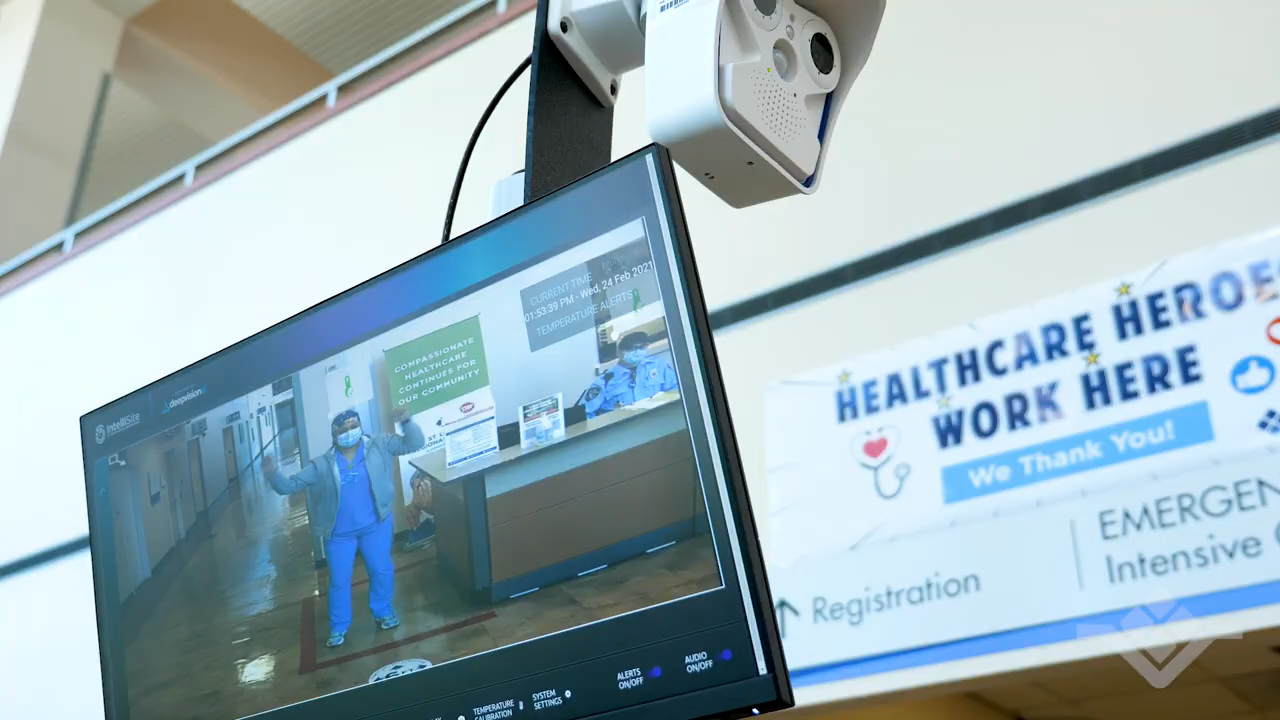 IntelliSite
deepvision
CURRENT TIME
01:53:39 PM - Wed, 24 Feb 2021
TEMPERATURE ALERTS
COMPASSIONATE
HEALTHCARE
CONTINUES FOR
OUR COMMUNITY
ST. L
STOP
TEMPERATURE
CALIBRATION
SYSTEM
SETTINGS
ALERTS
ON/OFF
AUDIO
ON/OFF
HEALTHCARE HEROES
WORK HERE
We Thank You!
Registration
EMERGEN
Intensive